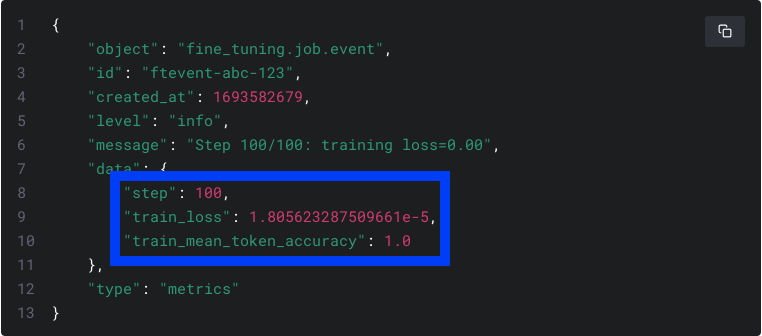 1 {
2 "object": "fine_tuning.job.event",
3 "id": "ftevent-abc-123",
4 "created_at": 1693582679,
5 "level": "info",
6 "message": "Step 100/100: training loss=0.00",
7 "data": {
8 "step": 100,
9 "train_loss": 1.805623287509661e-5,
10 "train_mean_token_accuracy": 1.0
11 },
12 "type": "metrics"
13 }